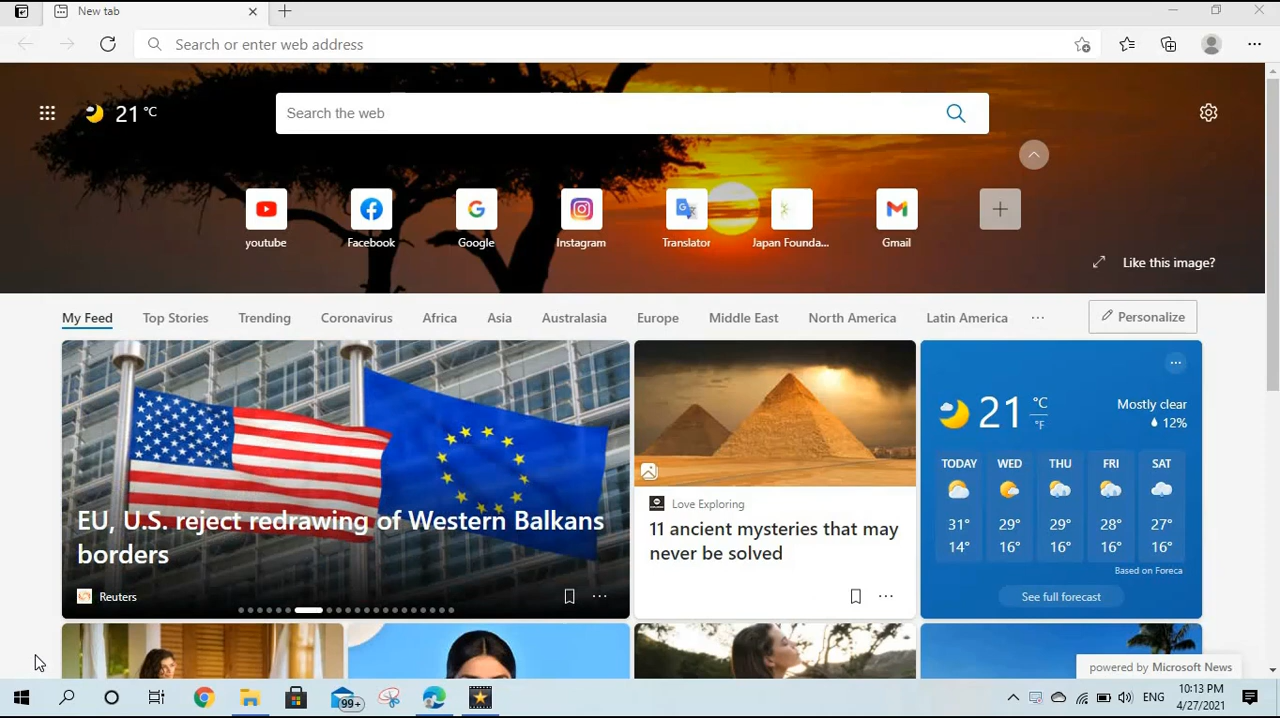 New tab
Search or enter web address
21 °C
Search the web
youtube
Facebook
Google
Instagram
Translator
Japan Founda...
Gmail
Like this image?
My Feed
Top Stories
Trending
Coronavirus
Africa
Asia
Australasia
Europe
Middle East
North America
Latin America
Personalize
EU, U.S. reject redrawing of Western Balkans
borders
Reuters
Love Exploring
11 ancient mysteries that may
never be solved
21 °C
°F
Mostly clear
12%
TODAY WED THU FRI SAT
31° 29° 29° 28° 27°
14° 16° 16° 16° 16°
Based on Foreca
See full forecast
powered by Microsoft News
99+
ENG
10:13 PM
4/27/2021